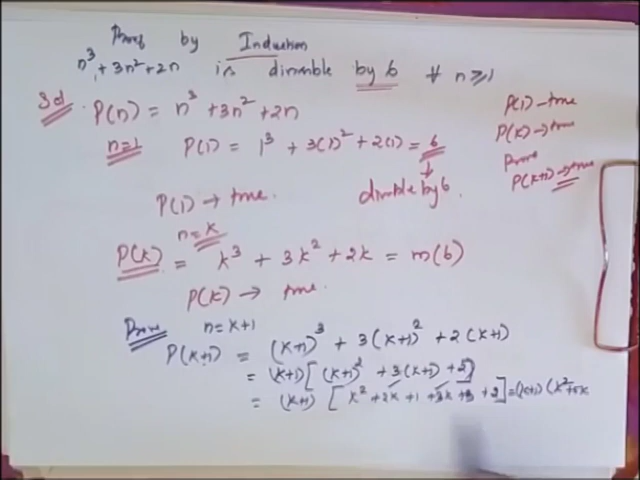 Proof by Induction
n³ + 3n² + 2n is divisible by 6 ∀ n ≥ 1
Sol P(n) = n³ + 3n² + 2n
n=1 P(1) = 1³ + 3(1)² + 2(1) = 6
divisible by 6.
P(1) → true.
P(1) → true
P(k) → true
Prove
P(k+1) → true
n=k
P(k) = k³ + 3k² + 2k = m(6)
P(k) → true.
Prove n=k+1
P(k+1) = (k+1)³ + 3(k+1)² + 2(k+1)
= (k+1)[(k+1)² + 3(k+1) + 2]
= (k+1) [k² + 2k + 1 + 3k + 3 + 2] = (k+1) (k² + 5k